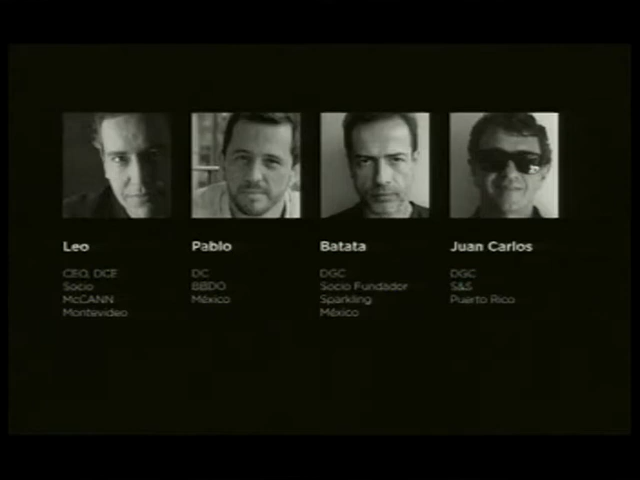 Leo
CEO, DCE
Socio
McCANN
Montevideo
Pablo
DC
BBDO
México
Batata
DGC
Socio Fundador
Sparkling
México
Juan Carlos
DGC
S&S
Puerto Rico